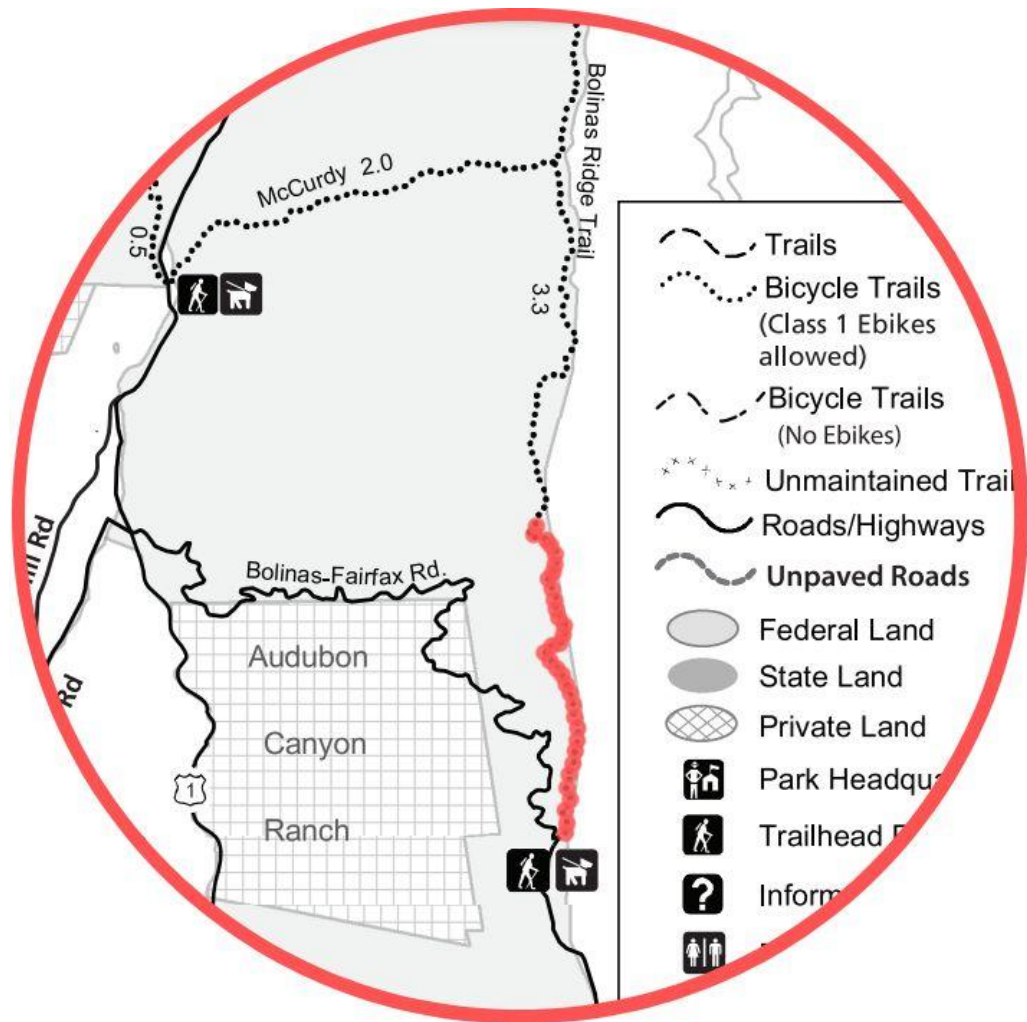 Bolinas Ridge Trail
McCurdy 2.0
0.5
3.3
Bolinas-Fairfax Rd.
Rd
Audubon
Canyon
Ranch
Rd
1
Trails
Bicycle Trails
(Class 1 Ebikes
allowed)
Bicycle Trails
(No Ebikes)
Unmaintained Trail
Roads/Highways
Unpaved Roads
Federal Land
State Land
Private Land
Park Headqua
Trailhead
?
Inform